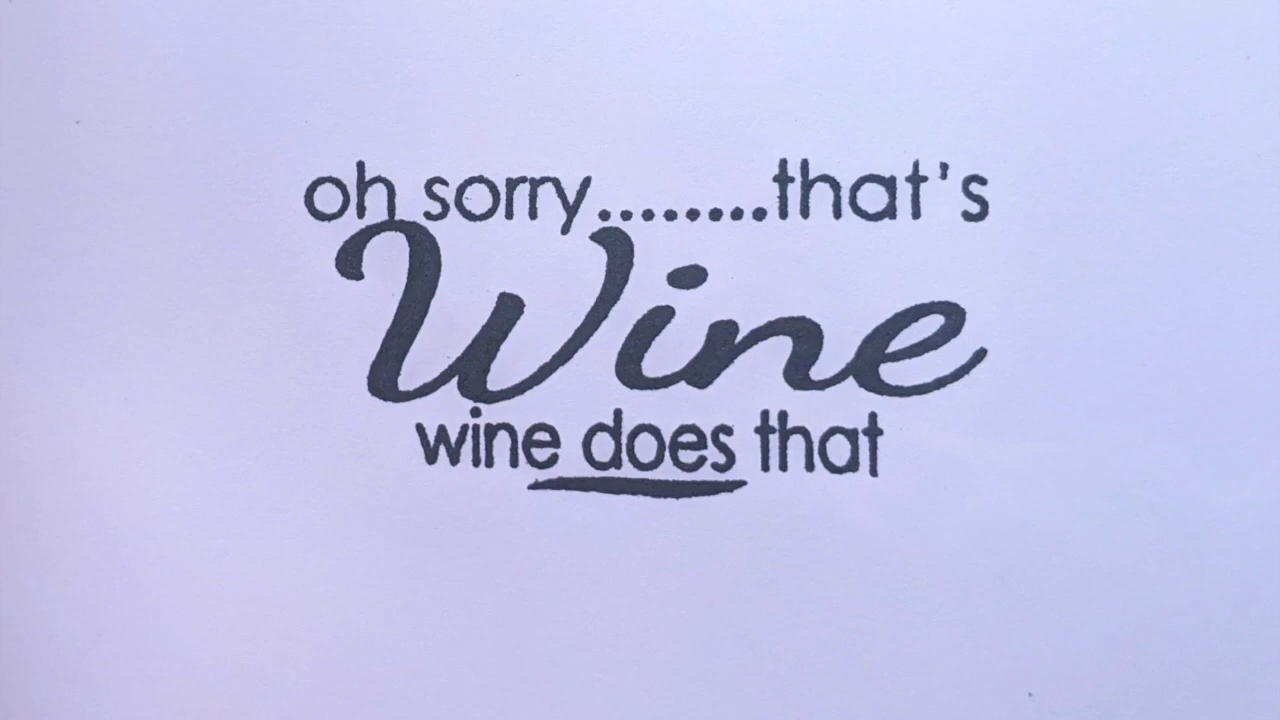 oh sorry........that's
Wine
wine does that